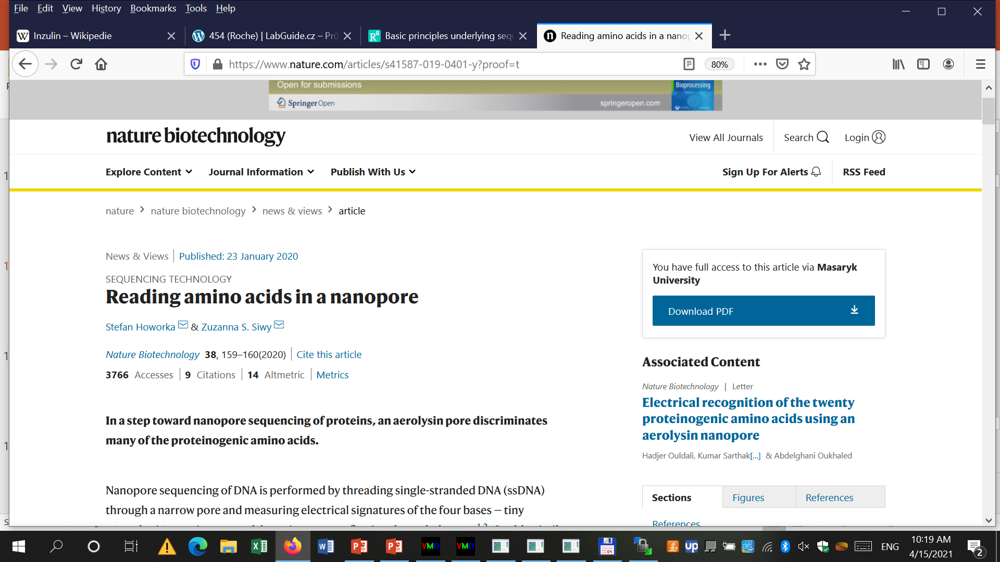 File Edit View History Bookmarks Tools Help
Inzulin – Wikipedie
454 (Roche) | LabGuide.cz – Prů
Basic principles underlying sequ
Reading amino acids in a nanop
https://www.nature.com/articles/s41587-019-0401-y?proof=t
80%
Open for submissions
Bioprocessing
Springer Open
springeropen.com
nature biotechnology
View All Journals
Search
Login
Explore Content
Journal Information
Publish With Us
Sign Up For Alerts
RSS Feed
nature > nature biotechnology > news & views > article
News & Views | Published: 23 January 2020
SEQUENCING TECHNOLOGY
Reading amino acids in a nanopore
Stefan Howorka & Zuzanna S. Siwy
Nature Biotechnology 38, 159–160(2020) | Cite this article
3766 Accesses | 9 Citations | 14 Altmetric | Metrics
In a step toward nanopore sequencing of proteins, an aerolysin pore discriminates
many of the proteinogenic amino acids.
Nanopore sequencing of DNA is performed by threading single-stranded DNA (ssDNA)
through a narrow pore and measuring electrical signatures of the four bases — tiny
You have full access to this article via Masaryk
University
Download PDF
Associated Content
Nature Biotechnology | Letter
Electrical recognition of the twenty
proteinogenic amino acids using an
aerolysin nanopore
Hadjer Ouldali, Kumar Sarthak[...] & Abdelghani Oukhaled
Sections
Figures
References
References
VMD
VMD
up
ENG
10:19 AM
4/15/2021
2